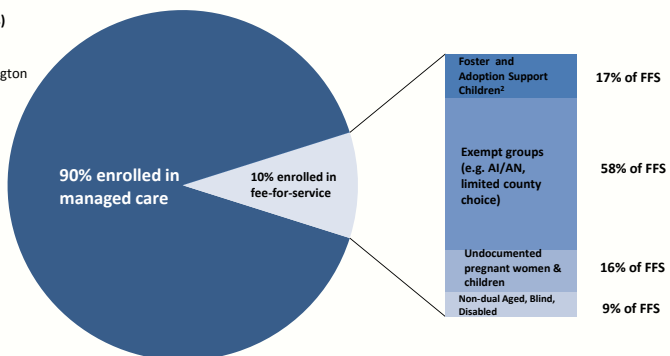 )
gton
90% enrolled in
managed care
10% enrolled in
fee-for-service
Foster and
Adoption Support
Children²
17% of FFS
Exempt groups
(e.g. AI/AN,
limited county
choice)
58% of FFS
Undocumented
pregnant women &
children
16% of FFS
Non-dual Aged, Blind,
Disabled
9% of FFS